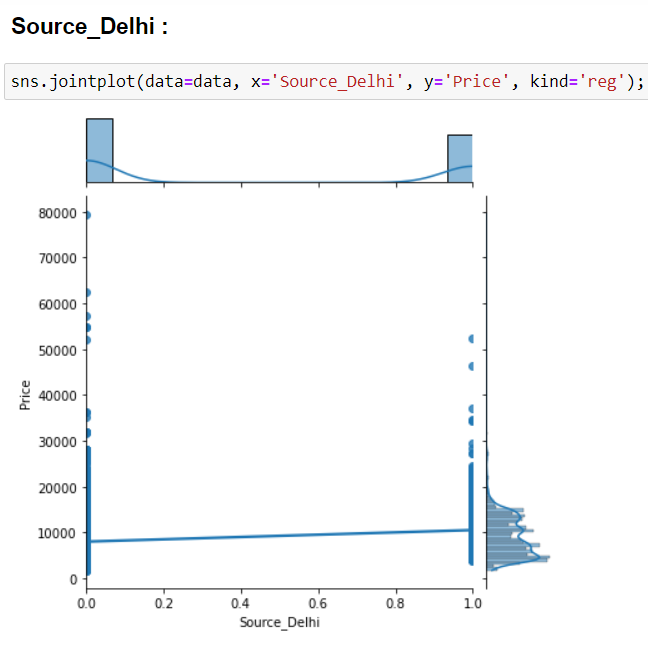 Source_Delhi :
sns.jointplot(data=data, x='Source_Delhi', y='Price', kind='reg');
80000
70000
60000
50000
40000
30000
20000
10000
0
Price
0.0 0.2 0.4 0.6 0.8 1.0
Source_Delhi